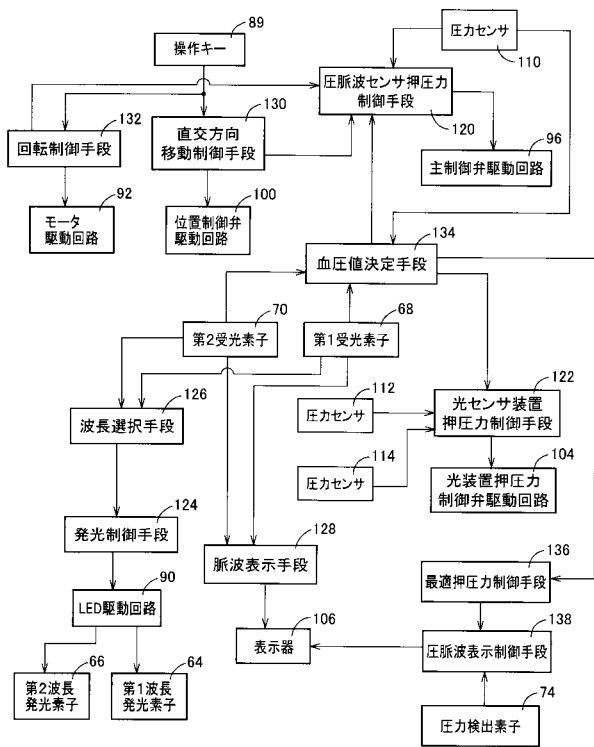 89
操作キー
圧力センサ
110
圧脈波センサ押圧力
制御手段
120
132
回転制御手段
130
直交方向
移動制御手段
96
主制御弁駆動回路
92
モータ
駆動回路
100
位置制御弁
駆動回路
134
血圧値決定手段
70
第2受光素子
68
第1受光素子
126
波長選択手段
112
圧力センサ
122
光センサ装置
押圧力制御手段
114
圧力センサ
104
光装置押圧力
制御弁駆動回路
124
発光制御手段
128
脈波表示手段
136
最適押圧力制御手段
90
LED駆動回路
106
表示器
138
圧脈波表示制御手段
66
第2波長
発光素子
64
第1波長
発光素子
74
圧力検出素子